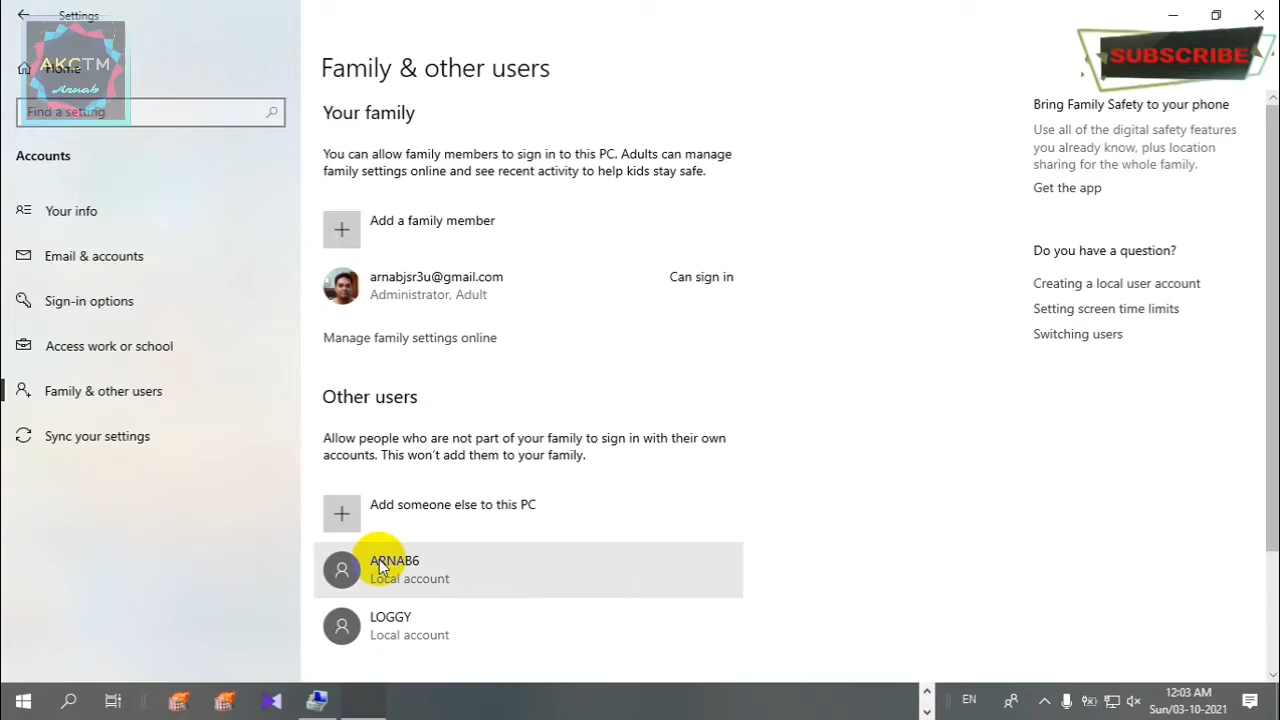 Settings
AKCTM
Home
Arnab
Find a setting
Accounts
Your info
Email & accounts
Sign-in options
Access work or school
Family & other users
Sync your settings
Family & other users
Your family
You can allow family members to sign in to this PC. Adults can manage
family settings online and see recent activity to help kids stay safe.
Add a family member
arnabjsr3u@gmail.com
Can sign in
Administrator, Adult
Manage family settings online
Other users
Allow people who are not part of your family to sign in with their own
accounts. This won't add them to your family.
Add someone else to this PC
ARNAB6
Local account
LOGGY
Local account
SUBSCRIBE
Bring Family Safety to your phone
Use all of the digital safety features
you already know, plus location
sharing for the whole family.
Get the app
Do you have a question?
Creating a local user account
Setting screen time limits
Switching users
EN
12:03 AM
Sun/03-10-2021